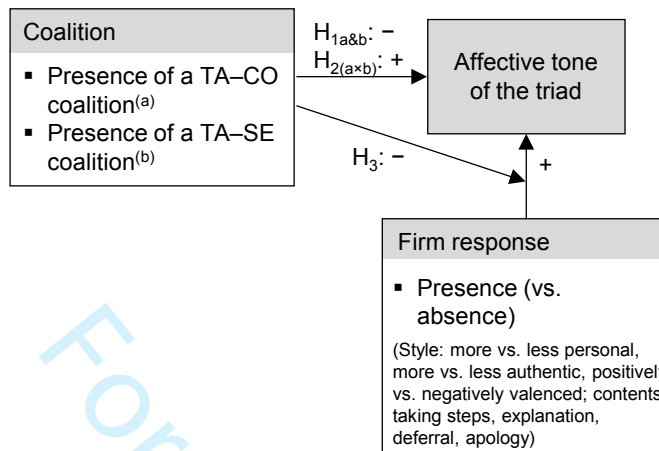 Coalition
▪ Presence of a TA–CO
coalition(a)
▪ Presence of a TA–SE
coalition(b)
H1a&b: –
H2(a×b): +
Affective tone
of the triad
H3: –
+
Firm response
▪ Presence (vs.
absence)
(Style: more vs. less personal,
more vs. less authentic, positively
vs. negatively valenced; contents
taking steps, explanation,
deferral, apology)
For